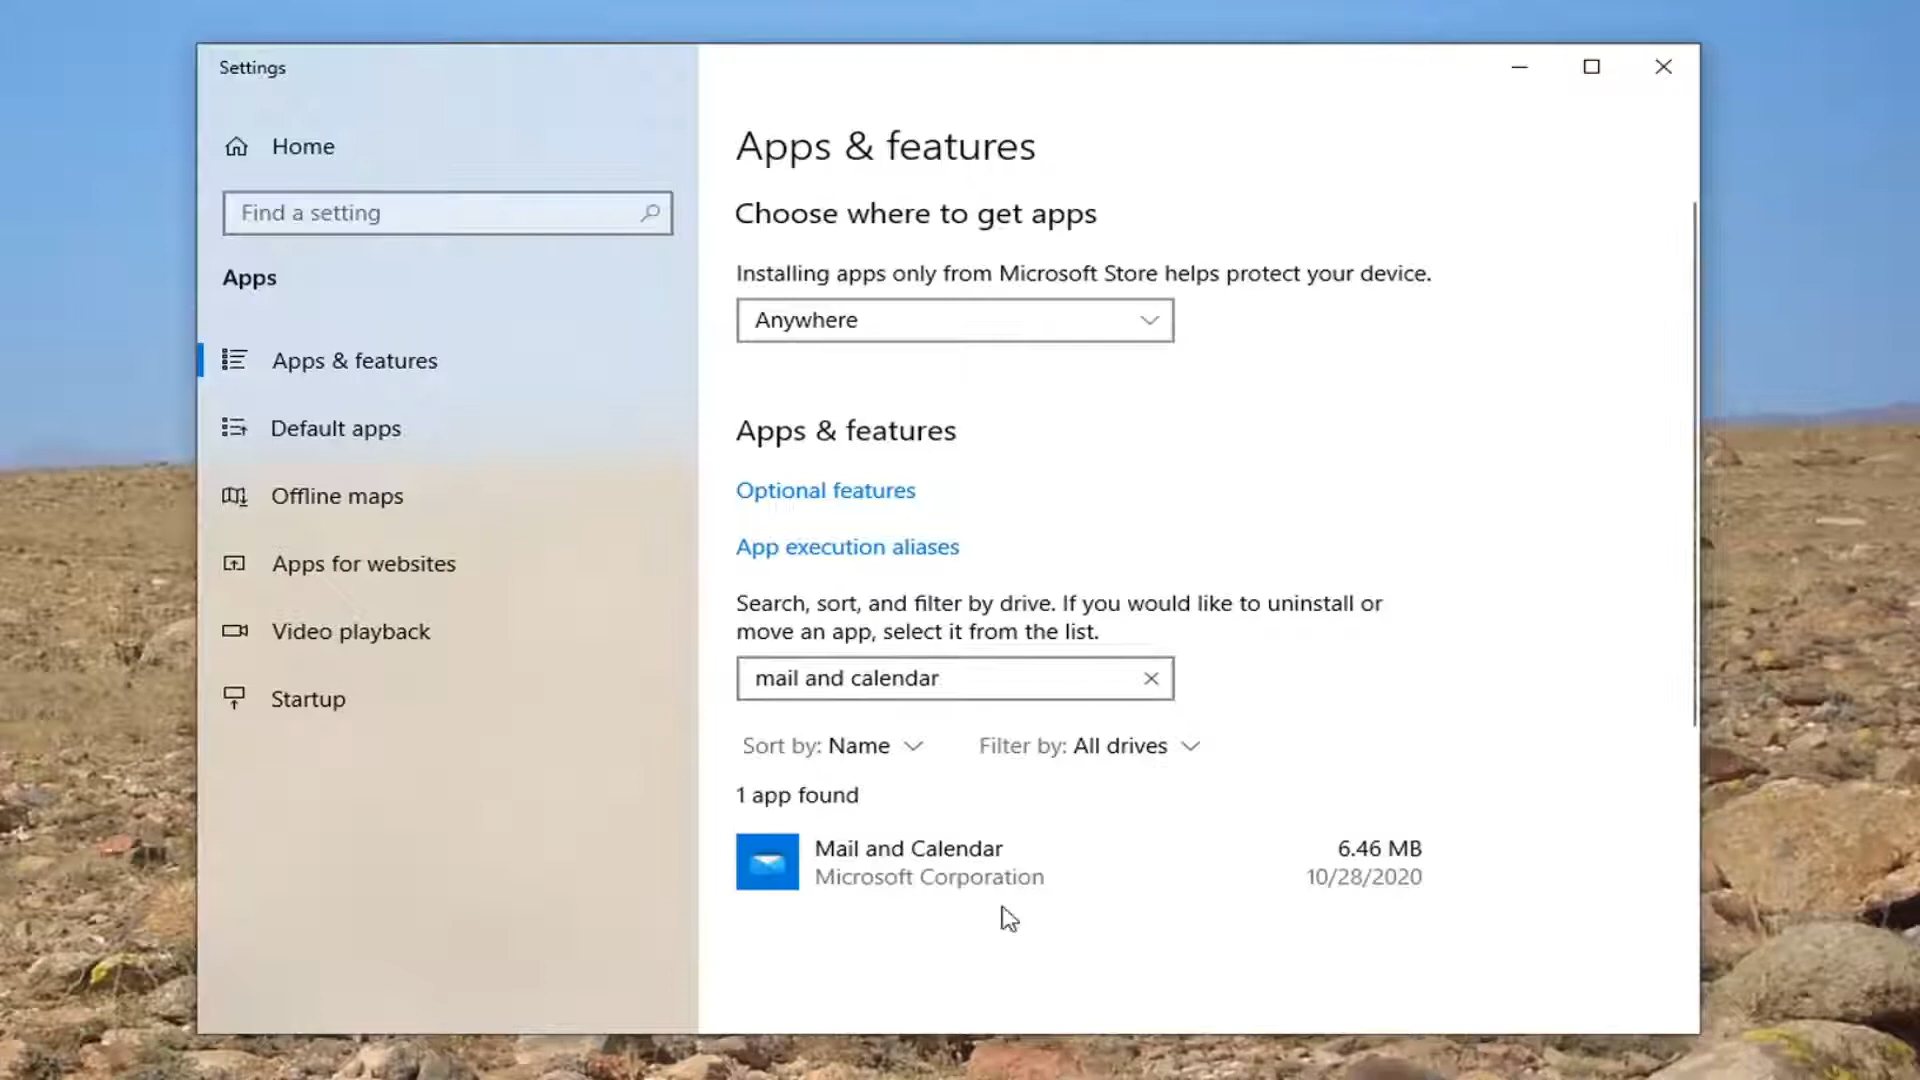 Settings
Home
Find a setting
Apps
Apps & features
Default apps
Offline maps
Apps for websites
Video playback
Startup
Apps & features
Choose where to get apps
Installing apps only from Microsoft Store helps protect your device.
Anywhere
Apps & features
Optional features
App execution aliases
Search, sort, and filter by drive. If you would like to uninstall or
move an app, select it from the list.
mail and calendar
Sort by: Name
Filter by: All drives
1 app found
Mail and Calendar
6.46 MB
Microsoft Corporation
10/28/2020